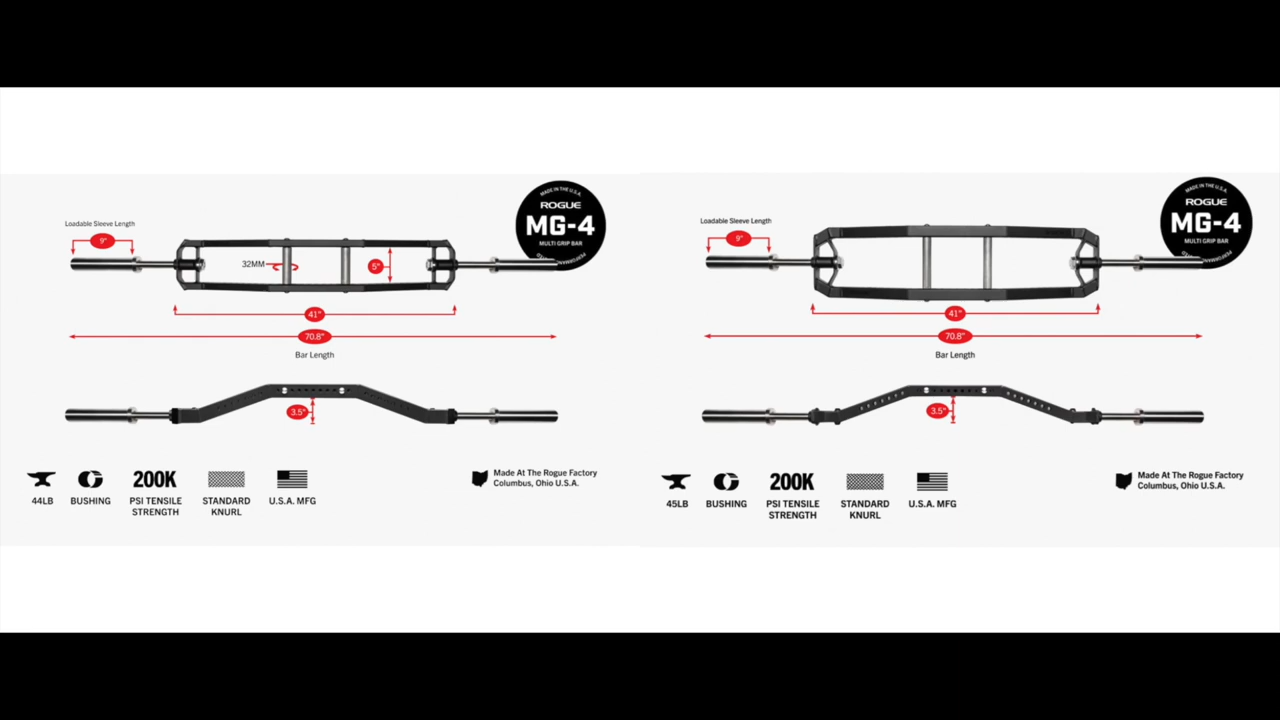 MADE IN THE U.S.A.
ROGUE
MG-4
MULTI GRIP BAR
Loadable Sleeve Length
9"
32MM
5"
41"
70.8"
Bar Length
3.5"
44LB
BUSHING
200K
PSI TENSILE
STRENGTH
STANDARD
KNURL
U.S.A. MFG
Made At The Rogue Factory
Columbus, Ohio U.S.A.
MADE IN THE U.S.A.
ROGUE
MG-4
MULTI GRIP BAR
Loadable Sleeve Length
9"
41"
70.8"
Bar Length
3.5"
45LB
BUSHING
200K
PSI TENSILE
STRENGTH
STANDARD
KNURL
U.S.A. MFG
Made At The Rogue Factory
Columbus, Ohio U.S.A.